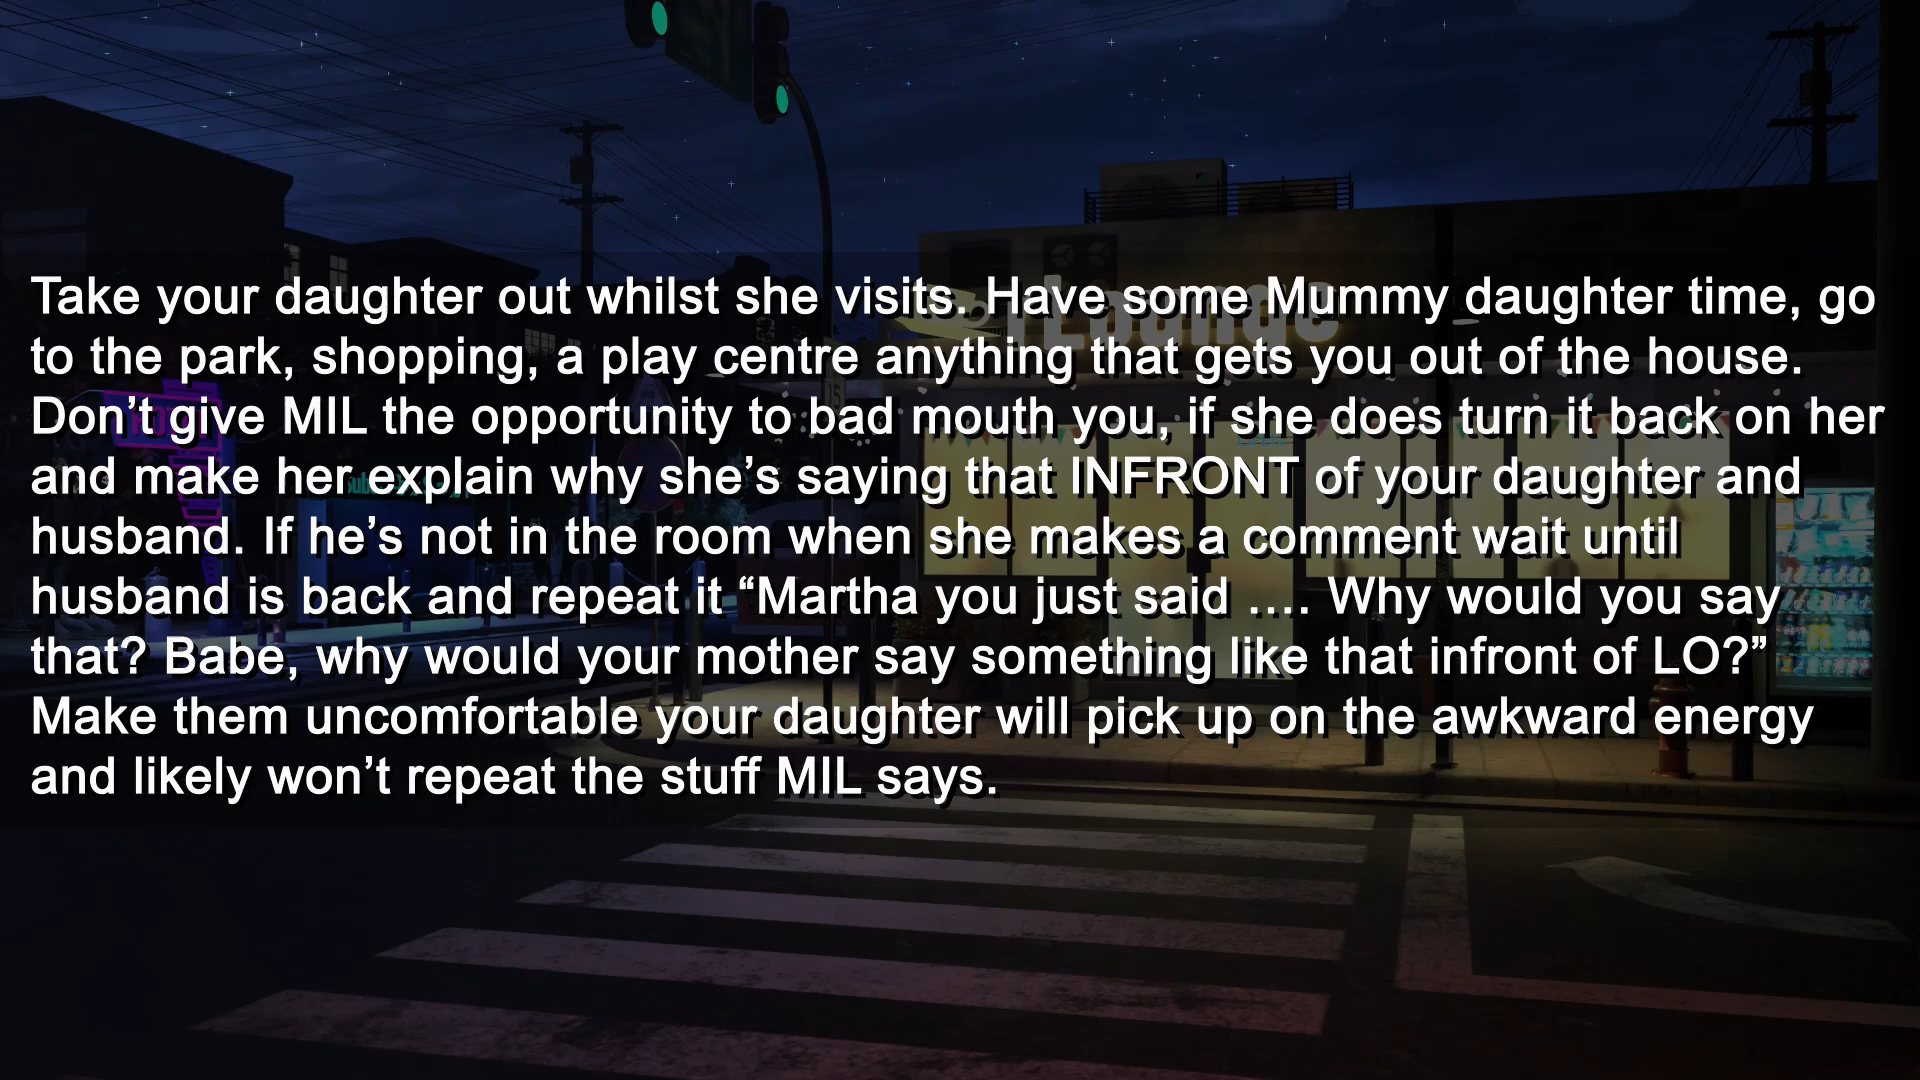 Take your daughter out whilst she visits. Have some Mummy daughter time, go
to the park, shopping, a play centre anything that gets you out of the house.
Don’t give MIL the opportunity to bad mouth you, if she does turn it back on her
and make her explain why she’s saying that INFRONT of your daughter and
husband. If he’s not in the room when she makes a comment wait until
husband is back and repeat it “Martha you just said …. Why would you say
that? Babe, why would your mother say something like that infront of LO?”
Make them uncomfortable your daughter will pick up on the awkward energy
and likely won’t repeat the stuff MIL says.